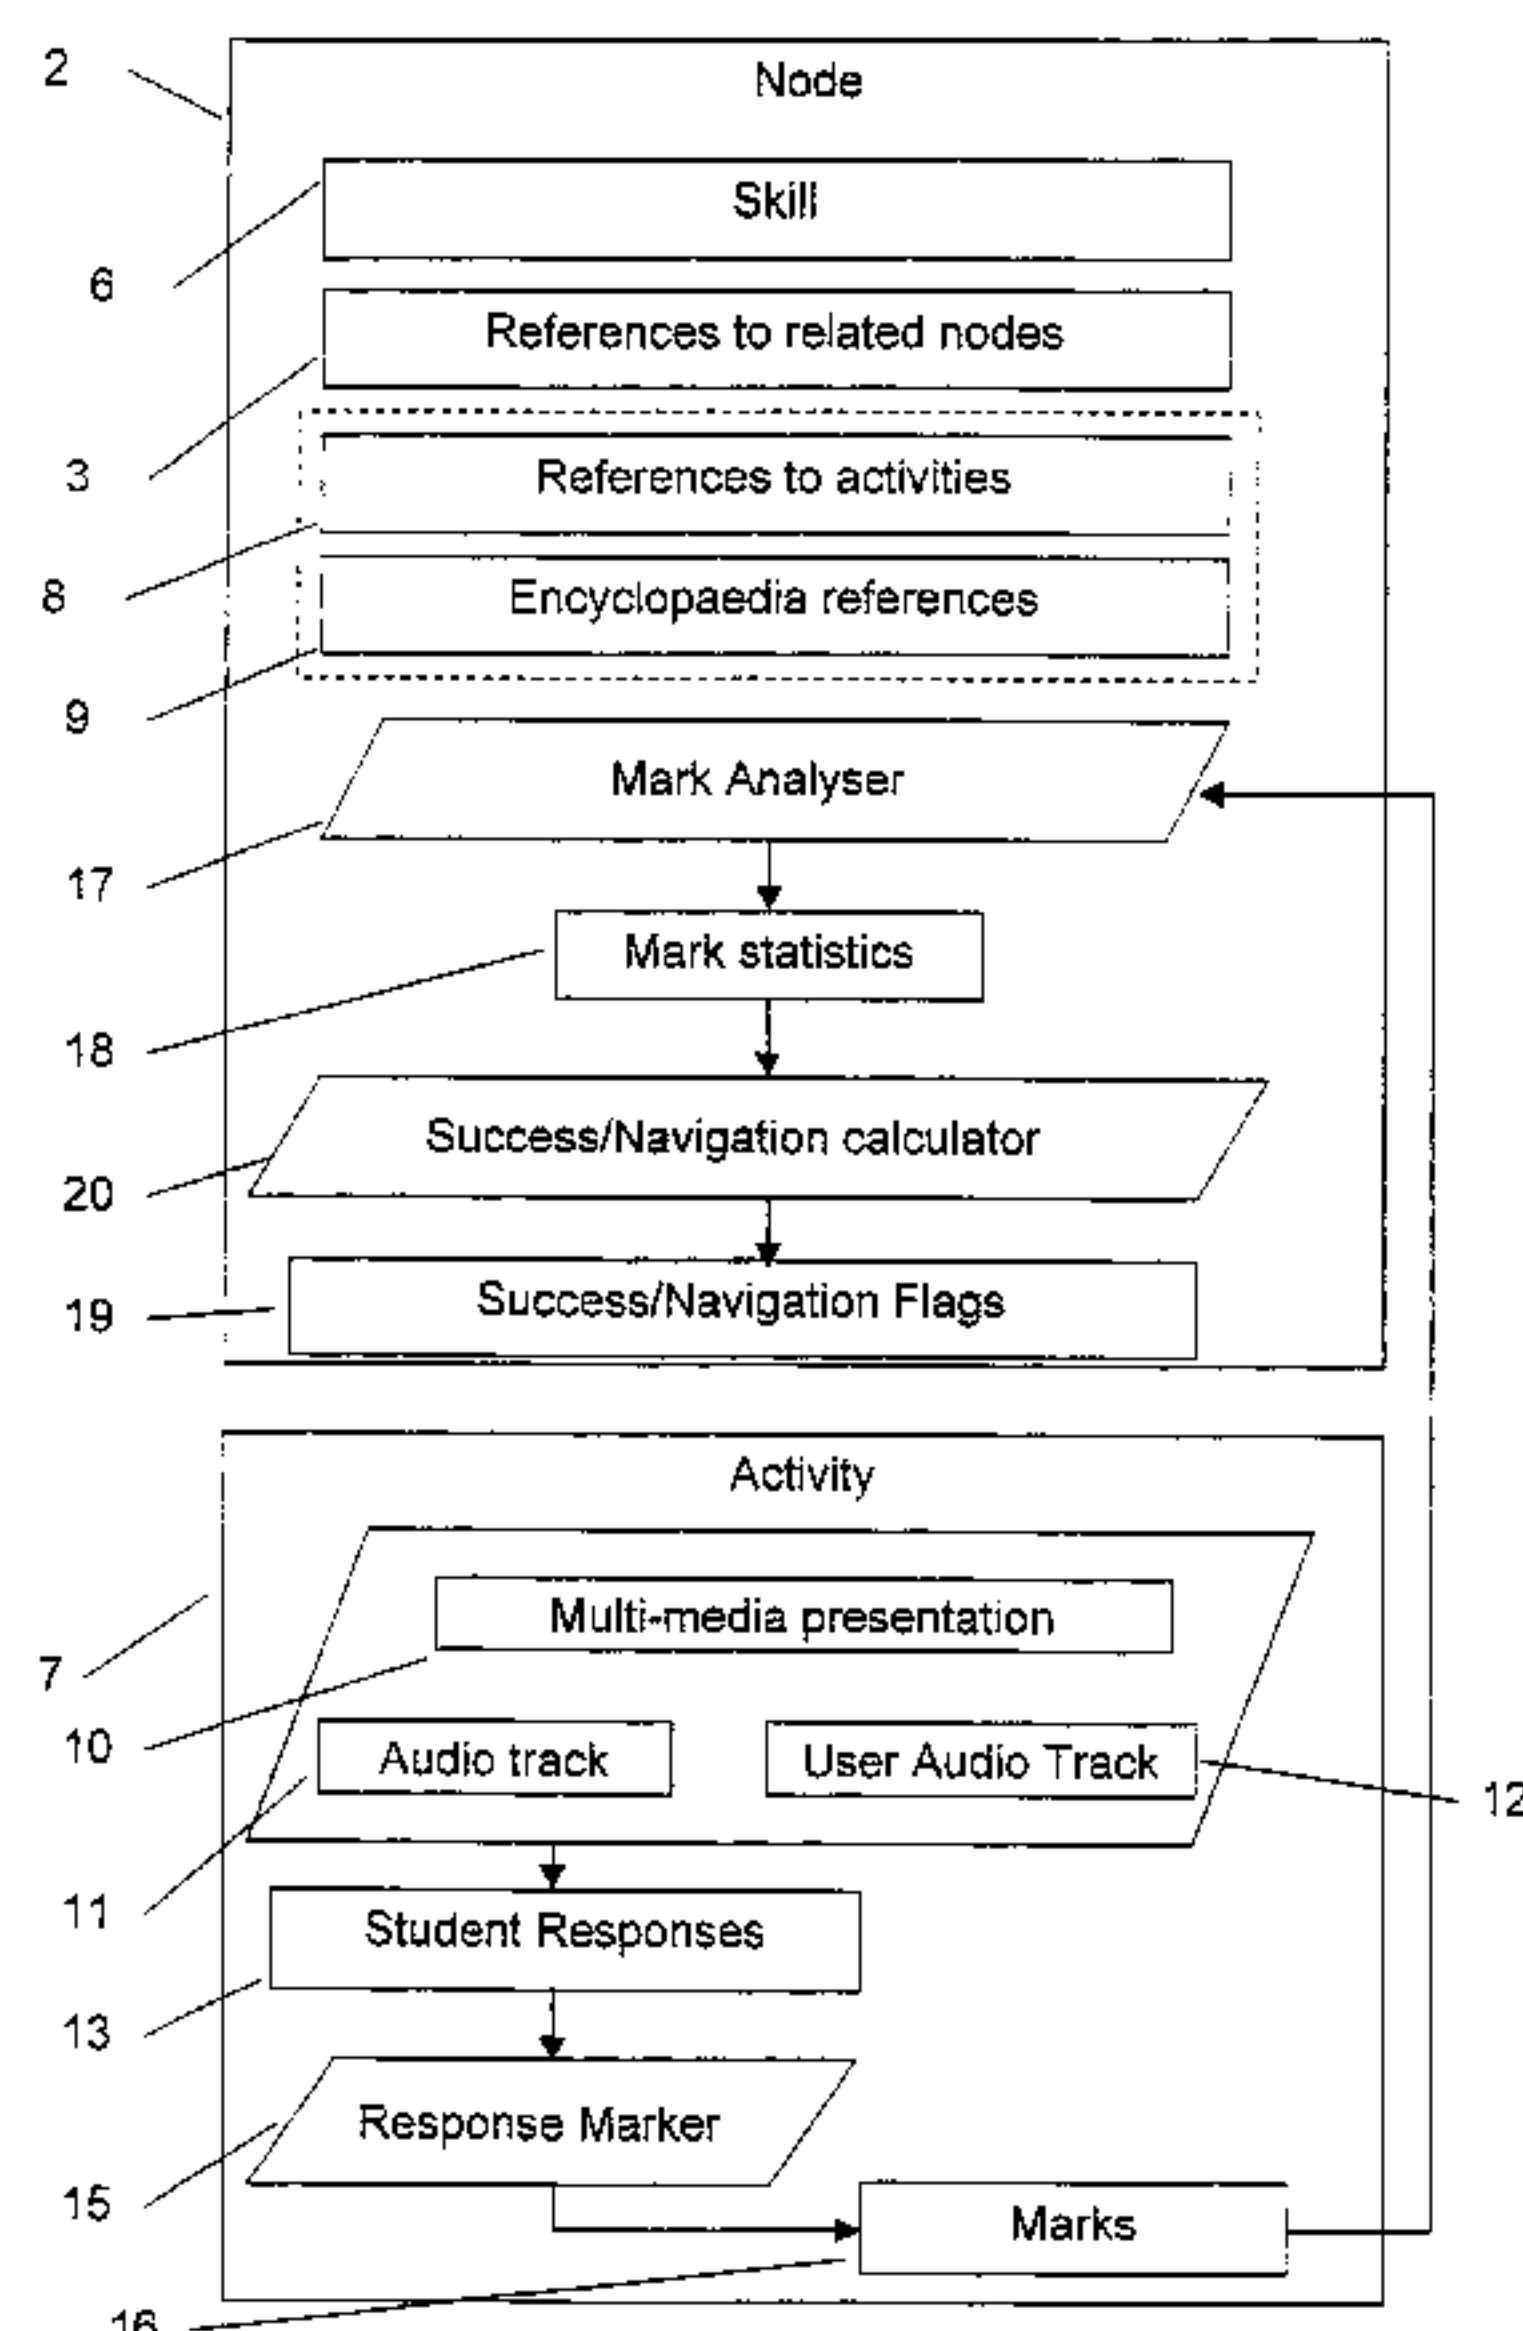 2
Node
Skill
6
References to related nodes
3
References to activities
8
Encyclopaedia references
9
Mark Analyser
17
Mark statistics
18
Success/Navigation calculator
20
Success/Navigation Flags
19
Activity
Multi-media presentation
7
10
Audio track
User Audio Track
12
11
Student Responses
13
Response Marker
15
Marks
16